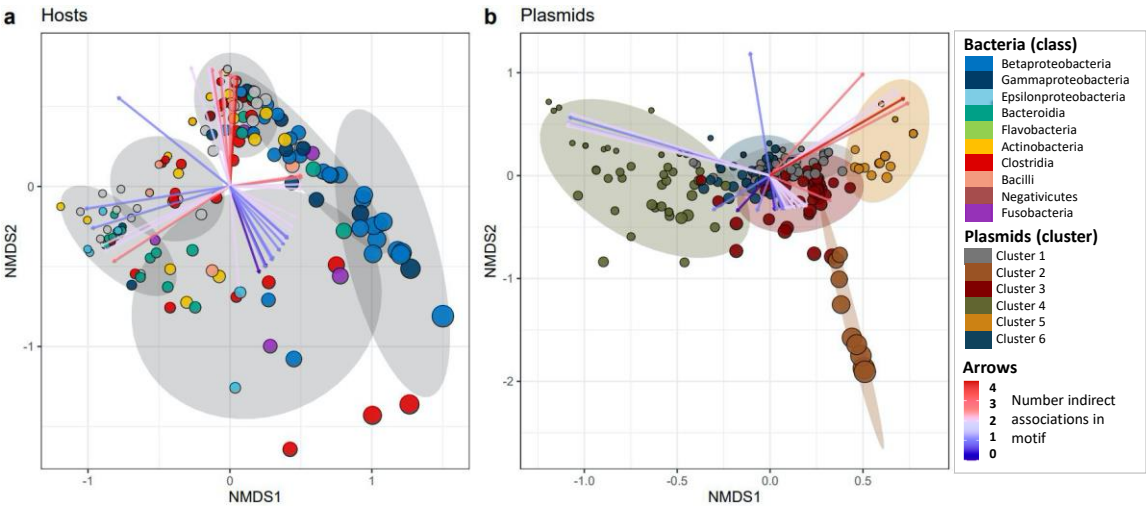 a Hosts
0
-1
NMDS2
-1 0 1
NMDS1
b Plasmids
1
0
-1
-2
NMDS2
-1.0 -0.5 0.0 0.5
NMDS1
Bacteria (class)
Betaproteobacteria
Gammaproteobacteria
Epsilonproteobacteria
Bacteroidia
Flavobacteria
Actinobacteria
Clostridia
Bacilli
Negativicutes
Fusobacteria
Plasmids (cluster)
Cluster 1
Cluster 2
Cluster 3
Cluster 4
Cluster 5
Cluster 6
Arrows
4
3
2
1
0
Number indirect
associations in
motif